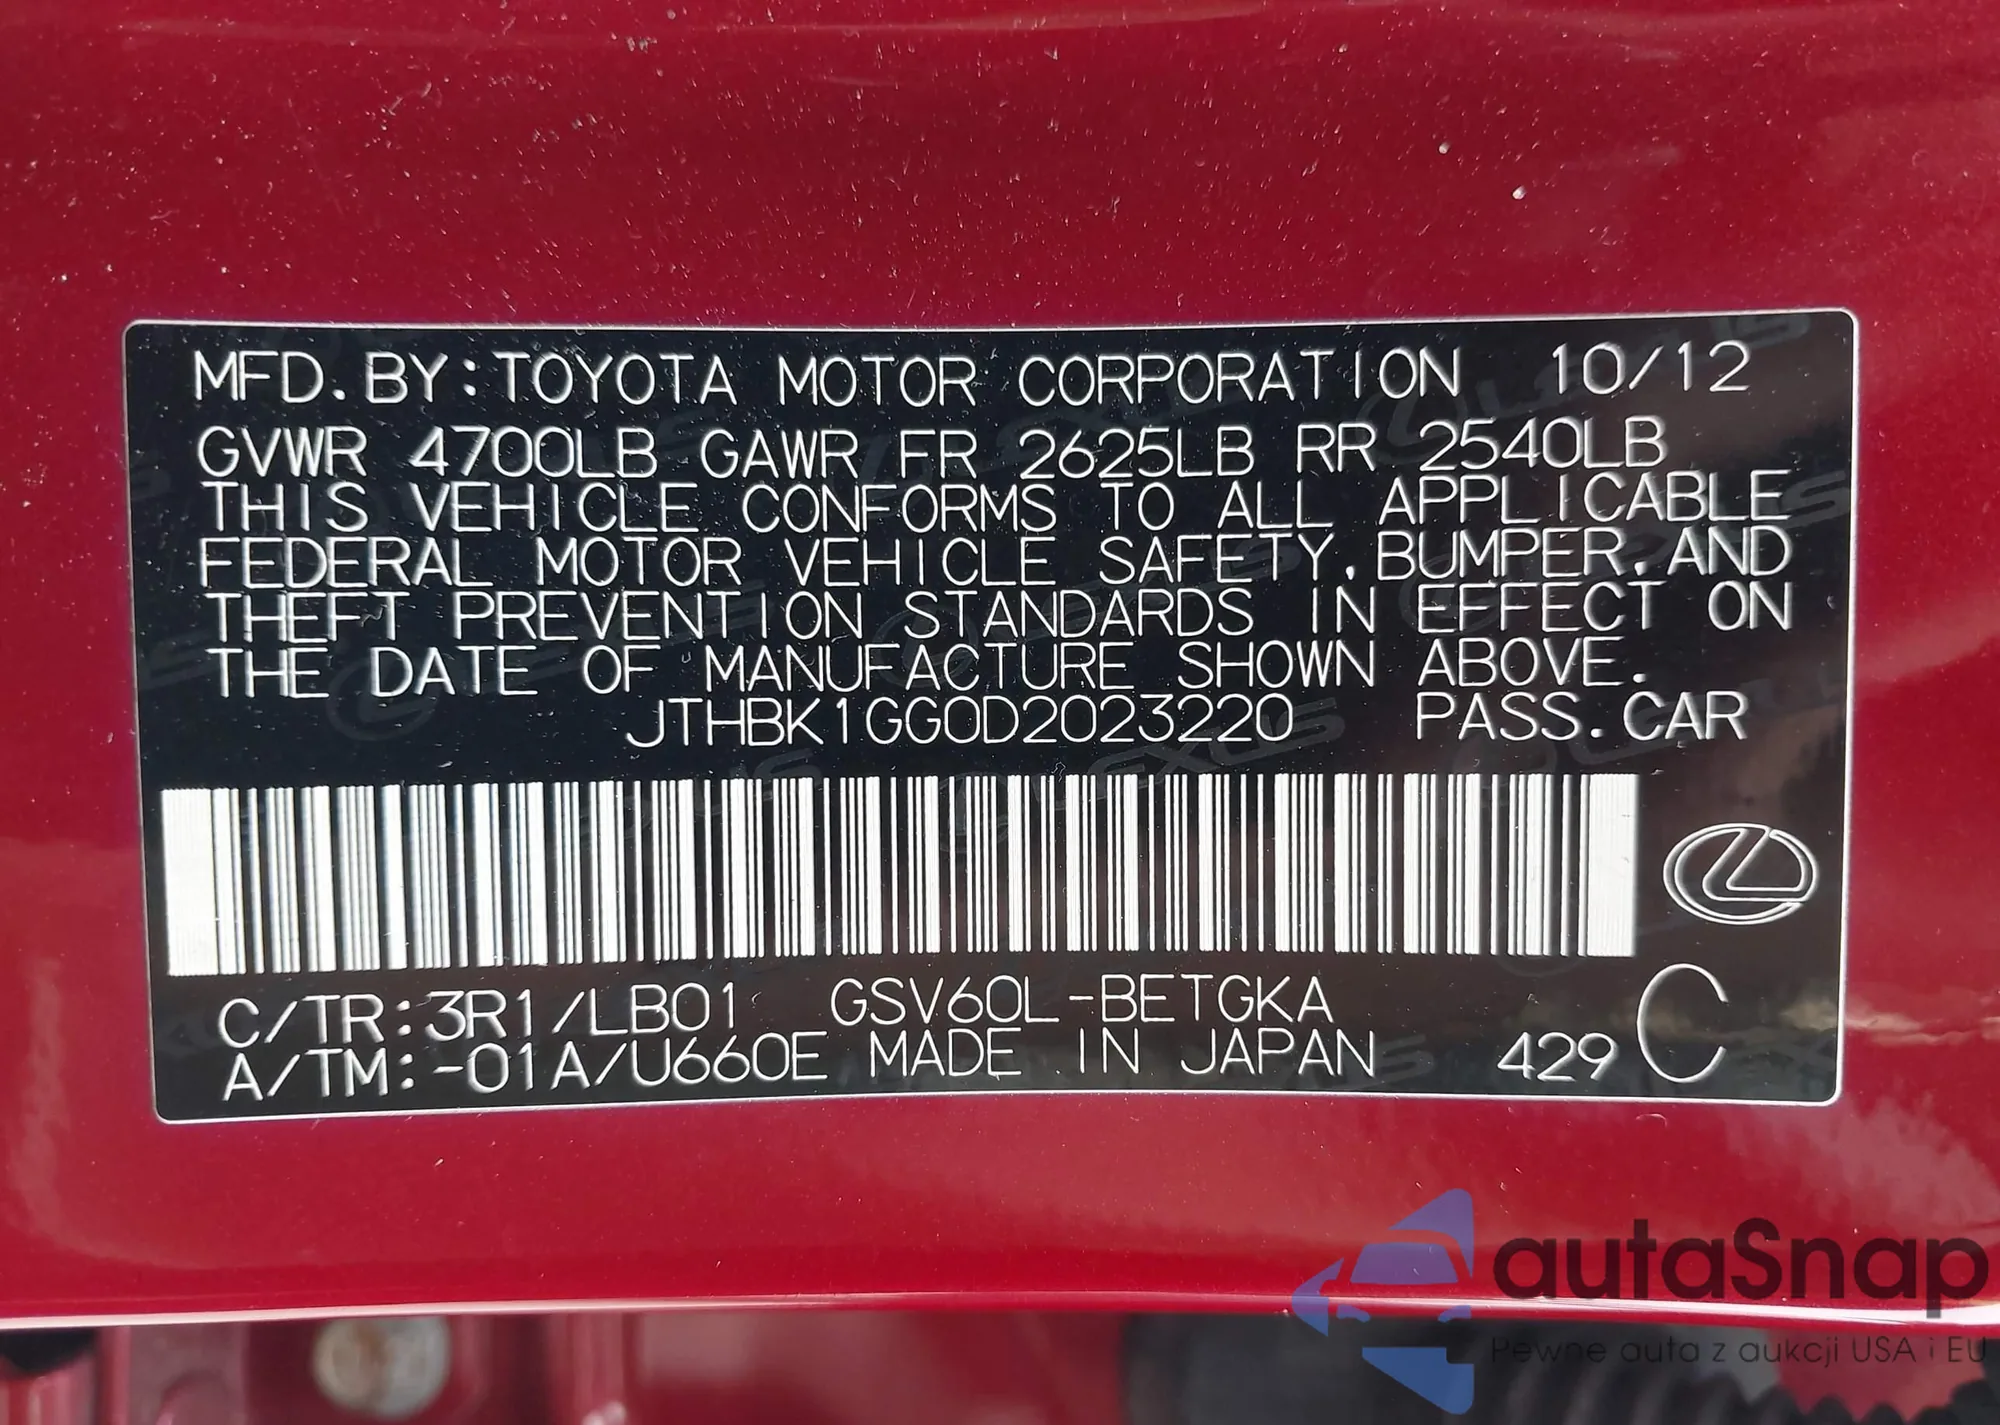 MFD.BY:TOYOTA MOTOR CORPORATION 10/12
GVWR 4700LB GAWR FR 2625LB RR 2540LB
THIS VEHICLE CONFORMS TO ALL APPLICABLE
FEDERAL MOTOR VEHICLE SAFETY,BUMPER,AND
THEFT PREVENTION STANDARDS IN EFFECT ON
THE DATE OF MANUFACTURE SHOWN ABOVE.
JTHBK1GG0D2023220 PASS.CAR
C/TR:3R1/LB01 GSV60L-BETGKA
A/TM:-01A/U660E MADE IN JAPAN 429 C
autaSnap
Pewne auta z aukcji USA i EU